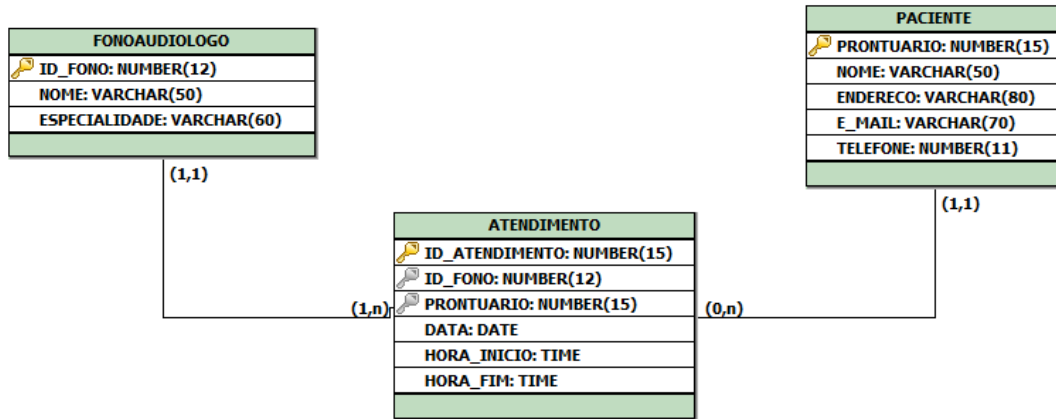 FONOAUDIOLOGO
ID_FONO: NUMBER(12)
NOME: VARCHAR(50)
ESPECIALIDADE: VARCHAR(60)
(1,1)
PACIENTE
PRONTUARIO: NUMBER(15)
NOME: VARCHAR(50)
ENDERECO: VARCHAR(80)
E_MAIL: VARCHAR(70)
TELEFONE: NUMBER(11)
(1,1)
ATENDIMENTO
ID_ATENDIMENTO: NUMBER(15)
ID_FONO: NUMBER(12)
PRONTUARIO: NUMBER(15)
DATA: DATE
HORA_INICIO: TIME
HORA_FIM: TIME
(1,n)
(0,n)